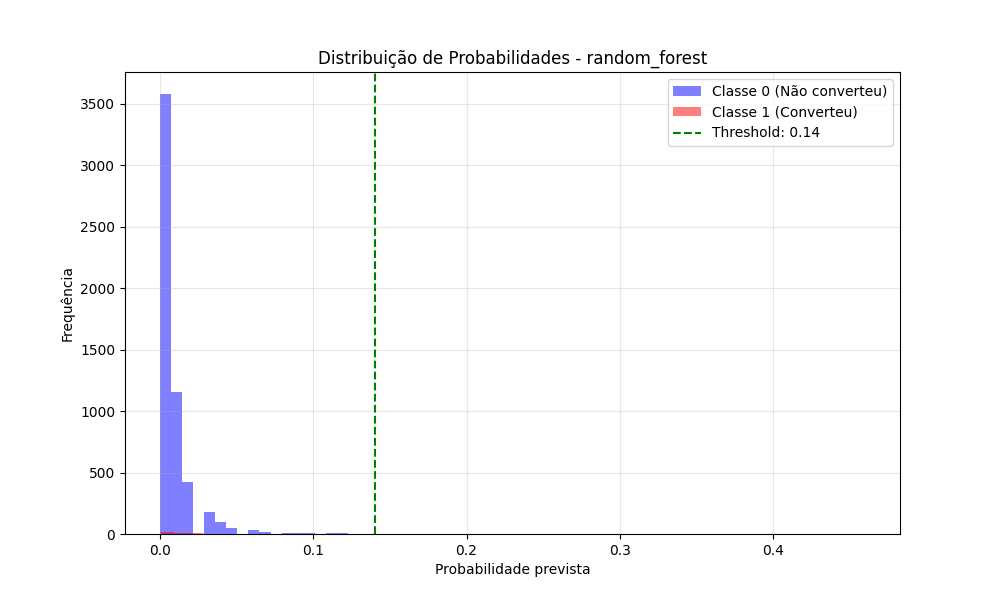 Distribuição de Probabilidades - random_forest
Classe 0 (Não converteu)
Classe 1 (Converteu)
Threshold: 0.14
Frequência
3500
3000
2500
2000
1500
1000
500
0
0.0
0.1
0.2
0.3
0.4
Probabilidade prevista